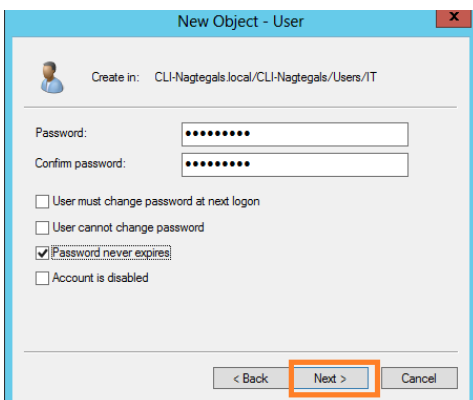 New Object - User
x
Create in: CLI-Nagtegals.local/CLI-Nagtegals/Users/IT
Password: •••••••••
Confirm password: •••••••••
User must change password at next logon
User cannot change password
Password never expires
Account is disabled
< Back Next > Cancel